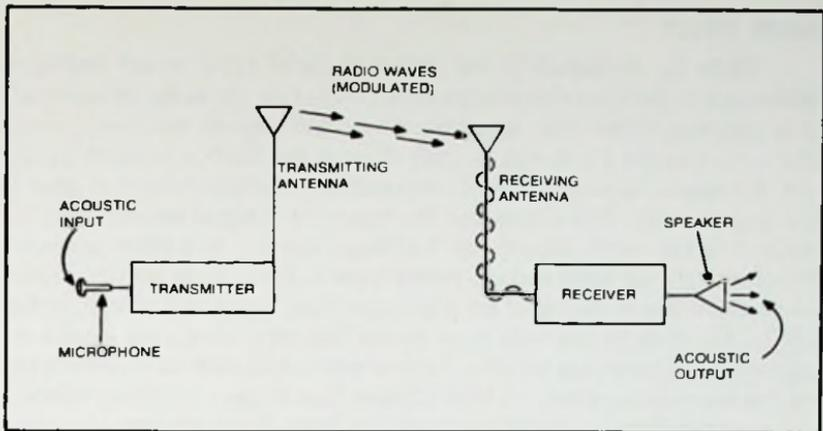 RADIO WAVES
(MODULATED)
TRANSMITTING
ANTENNA
RECEIVING
ANTENNA
ACOUSTIC
INPUT
SPEAKER
TRANSMITTER
RECEIVER
MICROPHONE
ACOUSTIC
OUTPUT